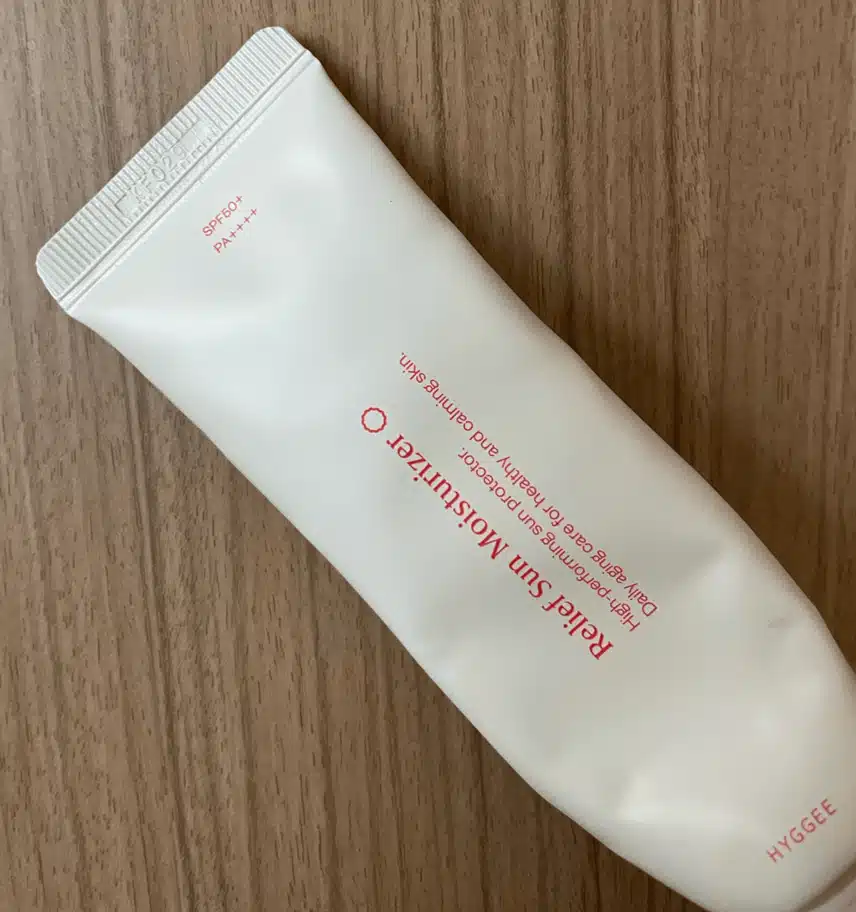 SPF50+
PA++++
Relief Sun Moisturizer
High-performing sun protector.
Daily aging care for healthy and calming skin.
HYGGEE